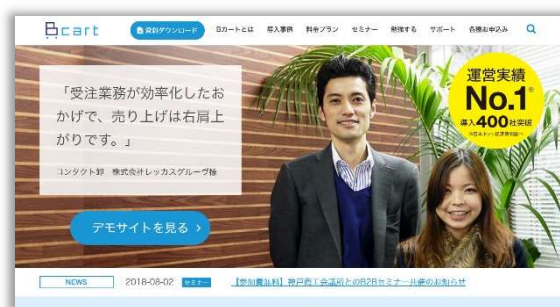 Bcart
資料ダウンロード
Bカートとは 導入事例 料金プラン セミナー 勉強する サポート 各種お申込み
「受注業務が効率化したお
かげで、売り上げは右肩上
がりです。」
コンタクト卸 株式会社レッカスグルーヴ様
デモサイトを見る
運営実績
No.1
導入400社突破
NEWS 2018-08-02 セミナー 【参加費無料】神戸商工会議所とのB2Bセミナー共催のお知らせ